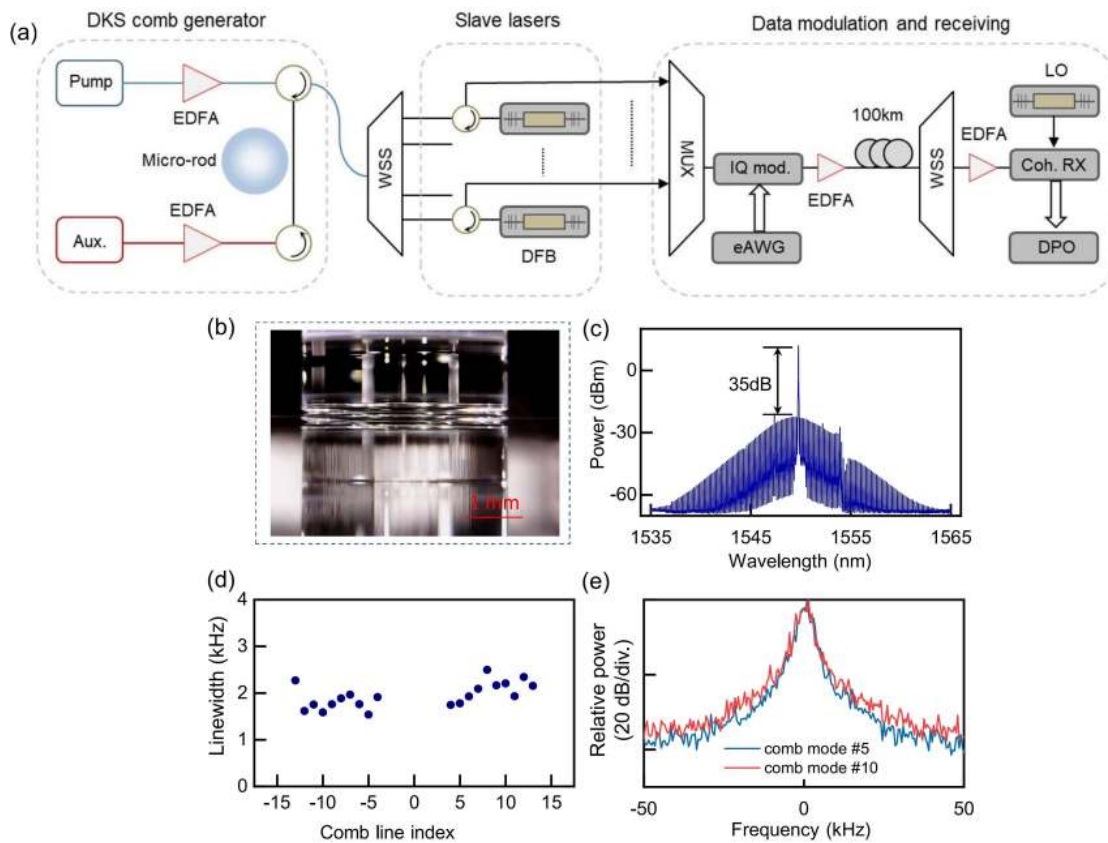 (a)
DKS comb generator
Slave lasers
Data modulation and receiving
Pump
EDFA
Micro-rod
EDFA
Aux.
WSS
DFB
MUX
IQ mod.
eAWG
EDFA
100km
WSS
EDFA
LO
Coh. RX
DPO
(b)
1 mm
(c)
Power (dBm)
0
-30
-60
35dB
1535
1545
1555
1565
Wavelength (nm)
(d)
Linewidth (kHz)
4
3
2
1
0
-15
-10
-5
0
5
10
15
Comb line index
(e)
Relative power
(20 dB/div.)
comb mode #5
comb mode #10
-50
0
50
Frequency (kHz)